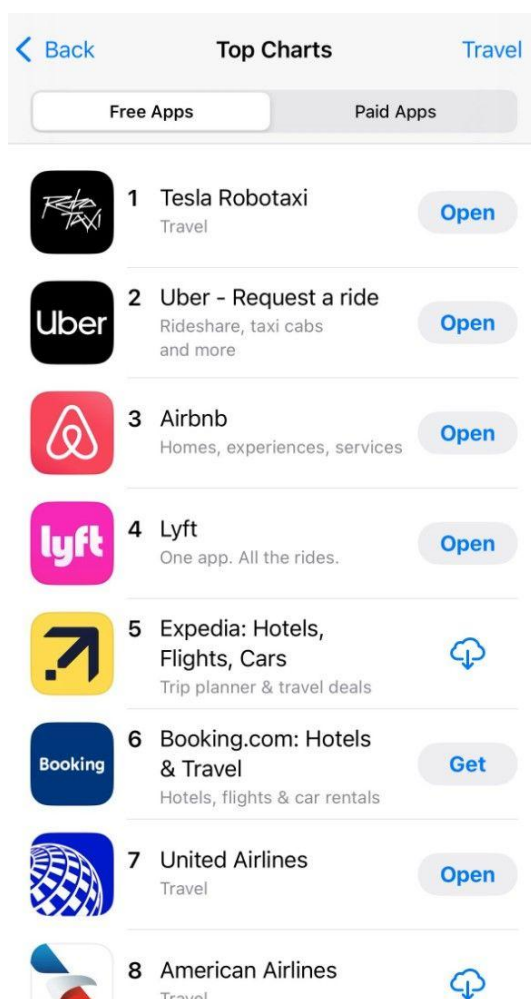 Back
Top Charts
Travel
Free Apps
Paid Apps
Robo
TAXI
1
Tesla Robotaxi
Travel
Open
Uber
2
Uber - Request a ride
Rideshare, taxi cabs
and more
Open
3
Airbnb
Homes, experiences, services
Open
lyft
4
Lyft
One app. All the rides.
Open
5
Expedia: Hotels,
Flights, Cars
Trip planner & travel deals
Booking
6
Booking.com: Hotels
& Travel
Hotels, flights & car rentals
Get
7
United Airlines
Travel
Open
8
American Airlines
Travel